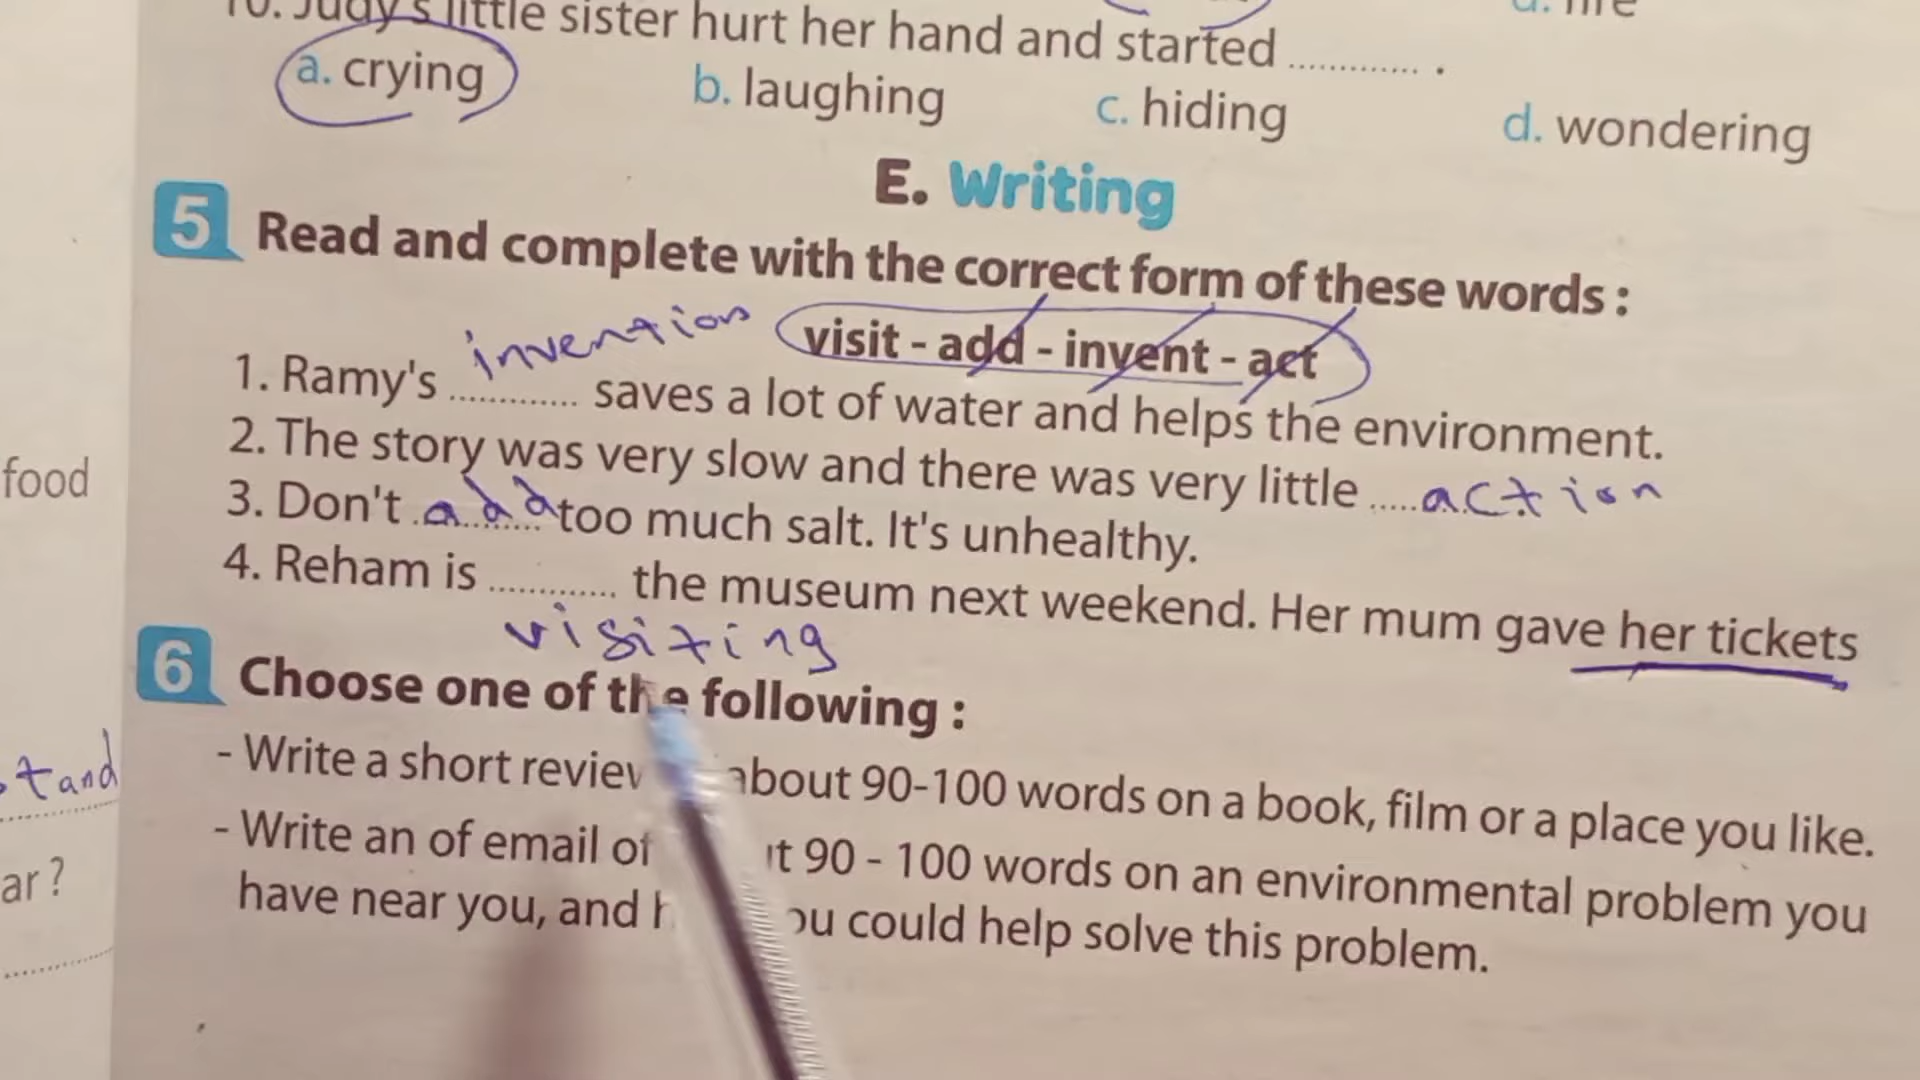 10. Judy's little sister hurt her hand and started ............. .
a. crying b. laughing c. hiding d. wondering
E. Writing
5 Read and complete with the correct form of these words :
visit - add - invent - act
1. Ramy's invention saves a lot of water and helps the environment.
2. The story was very slow and there was very little .....action
3. Don't add too much salt. It's unhealthy.
4. Reham is ............. the museum next weekend. Her mum gave her tickets
visiting
6 Choose one of the following :
- Write a short review about 90-100 words on a book, film or a place you like.
- Write an of email of 90 - 100 words on an environmental problem you
have near you, and you could help solve this problem.
food
ar ?